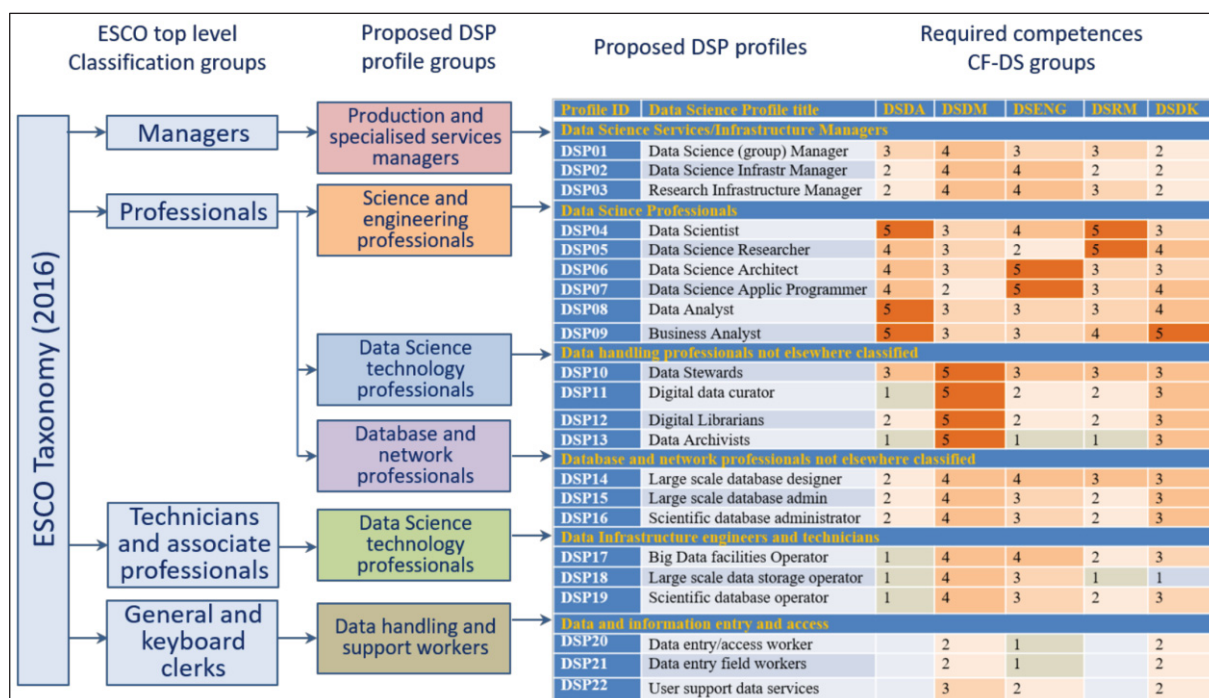 ESCO top level
Classification groups
Proposed DSP
profile groups
Proposed DSP profiles
Required competences
CF-DS groups
ESCO Taxonomy (2016)
Managers
Professionals
Technicians
and associate
professionals
General and
keyboard
clerks
Production and
specialised services
managers
Science and
engineering
professionals
Data Science
technology
professionals
Database and
network
professionals
Data Science
technology
professionals
Data handling and
support workers
Profile ID Data Science Profile title DSDA DSDM DSENG DSRM DSDK
Data Science Services/Infrastructure Managers
DSP01 Data Science (group) Manager 3 4 3 3 2
DSP02 Data Science Infrastr Manager 2 4 4 2 2
DSP03 Research Infrastructure Manager 2 4 4 3 2
Data Scince Professionals
DSP04 Data Scientist 5 3 4 5 3
DSP05 Data Science Researcher 4 3 2 5 4
DSP06 Data Science Architect 4 3 5 3 3
DSP07 Data Science Applic Programmer 4 2 5 3 4
DSP08 Data Analyst 5 3 3 3 4
DSP09 Business Analyst 5 3 3 4 5
Data handling professionals not elsewhere classified
DSP10 Data Stewards 3 5 3 3 3
DSP11 Digital data curator 1 5 2 2 3
DSP12 Digital Librarians 2 5 2 2 3
DSP13 Data Archivists 1 5 1 1 3
Database and network professionals not elsewhere classified
DSP14 Large scale database designer 2 4 4 3 3
DSP15 Large scale database admin 2 4 3 2 3
DSP16 Scientific database administrator 2 4 3 2 3
Data Infrastructure engineers and technicians
DSP17 Big Data facilities Operator 1 4 4 2 3
DSP18 Large scale data storage operator 1 4 3 1 1
DSP19 Scientific database operator 1 4 3 2 3
Data and information entry and access
DSP20 Data entry/access worker 2 1 2
DSP21 Data entry field workers 2 1 2
DSP22 User support data services 3 2 2